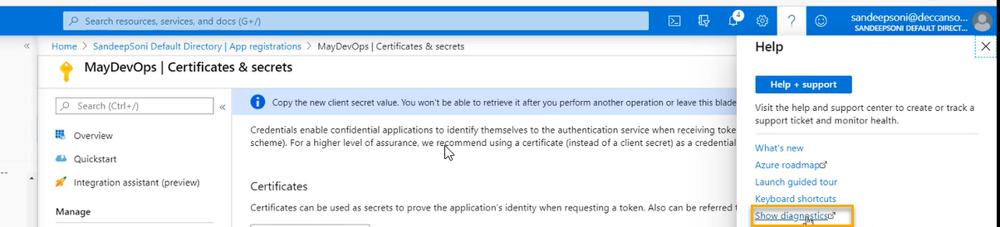 Search resources, services, and docs (G+/)
4
sandeepsoni@deccanso...
SANDEEPSONI DEFAULT DIRECT...
Home > SandeepSoni Default Directory | App registrations > MayDevOps | Certificates & secrets
MayDevOps | Certificates & secrets
Search (Ctrl+/)
Overview
Quickstart
Integration assistant (preview)
Manage
Copy the new client secret value. You won't be able to retrieve it after you perform another operation or leave this blade
Credentials enable confidential applications to identify themselves to the authentication service when receiving toke
scheme). For a higher level of assurance, we recommend using a certificate (instead of a client secret) as a credential
Certificates
Certificates can be used as secrets to prove the application's identity when requesting a token. Also can be referred t
Help
Help + support
Visit the help and support center to create or track a
support ticket and monitor health.
What's new
Azure roadmap
Launch guided tour
Keyboard shortcuts
Show diagnostics